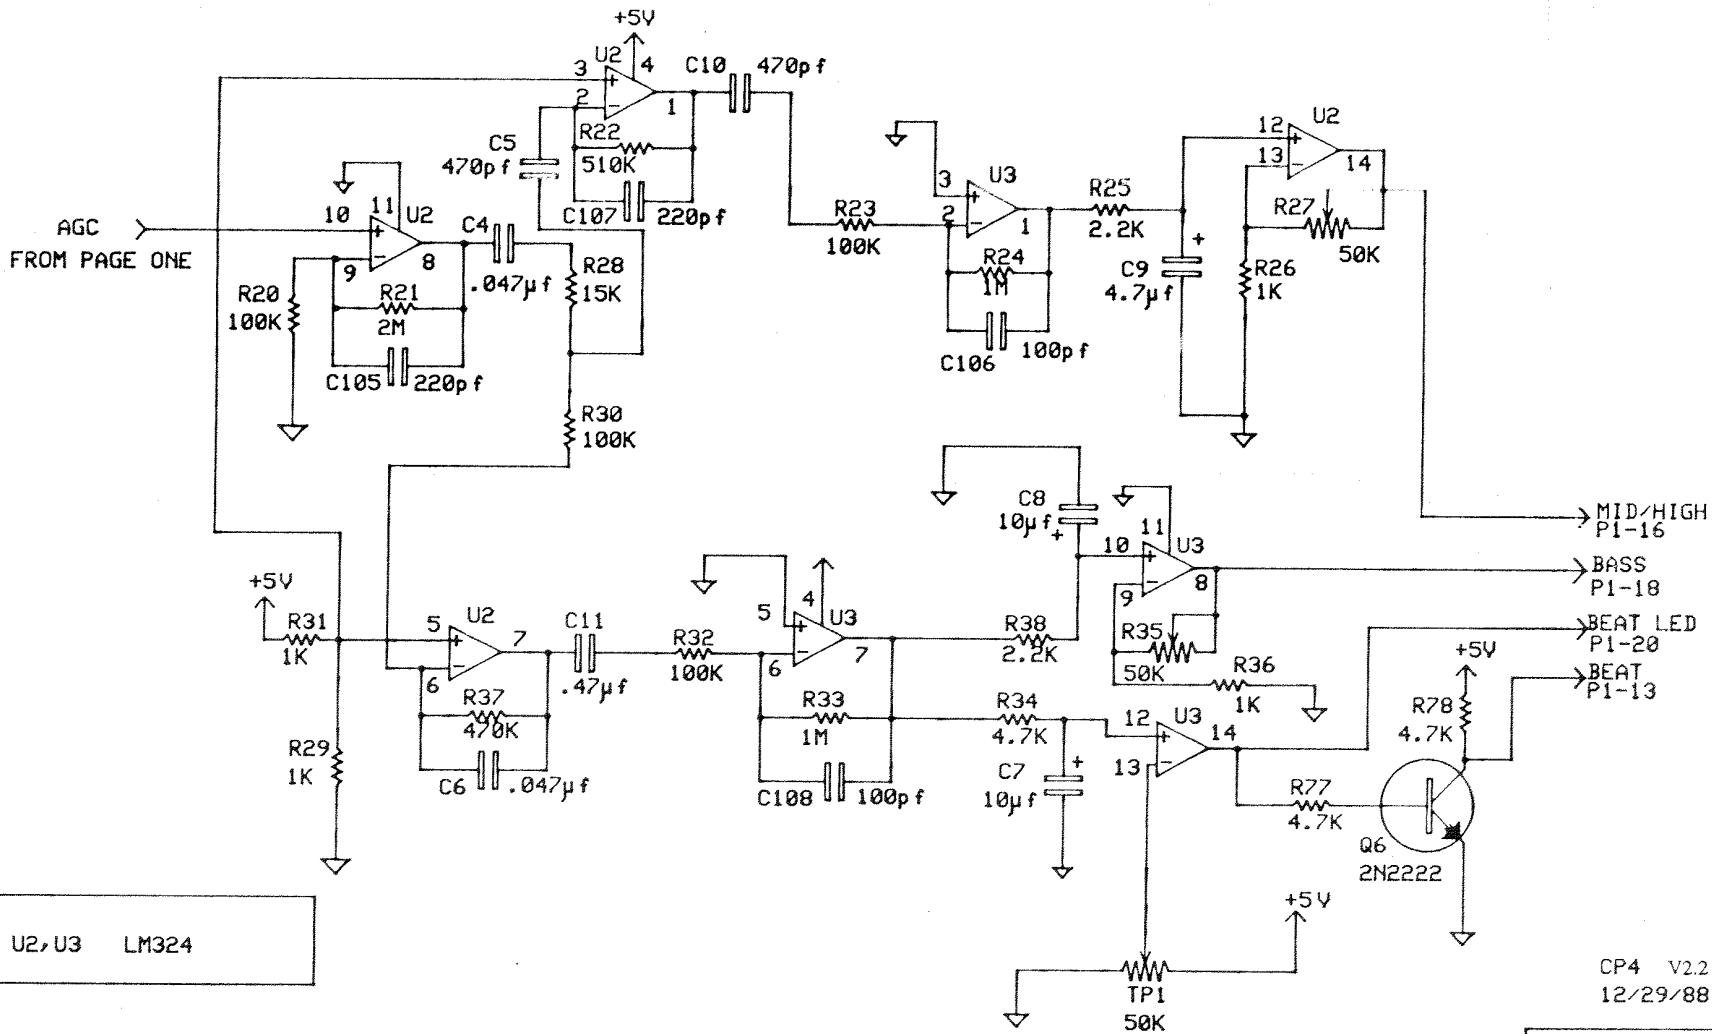 +5V
U2
3
4
2
1
C10
470pf
C5
470pf
R22
510K
C107
220pf
U2
12
13
14
R27
50K
R26
1K
3
U3
2
1
R23
100K
R24
1M
C106
100pf
R25
2.2K
C9
+
4.7µf
AGC
FROM PAGE ONE
10
11
U2
9
8
C4
.047µf
R28
15K
R20
100K
R21
2M
C105
220pf
R30
100K
C8
10µf
+
10
11
U3
9
8
MID/HIGH
P1-16
BASS
P1-18
BEAT LED
P1-20
BEAT
P1-13
+5V
R31
1K
R29
1K
5
U2
7
6
C11
.47µf
R37
470K
C6
.047µf
R32
100K
5
4
U3
6
7
R33
1M
C108
100pf
R38
2.2K
R35
50K
R36
1K
R34
4.7K
C7
+
10µf
12
U3
14
13
+5V
R78
4.7K
R77
4.7K
Q6
2N2222
+5V
TP1
50K
U2,U3 LM324
CP4 V2.2
12/29/88